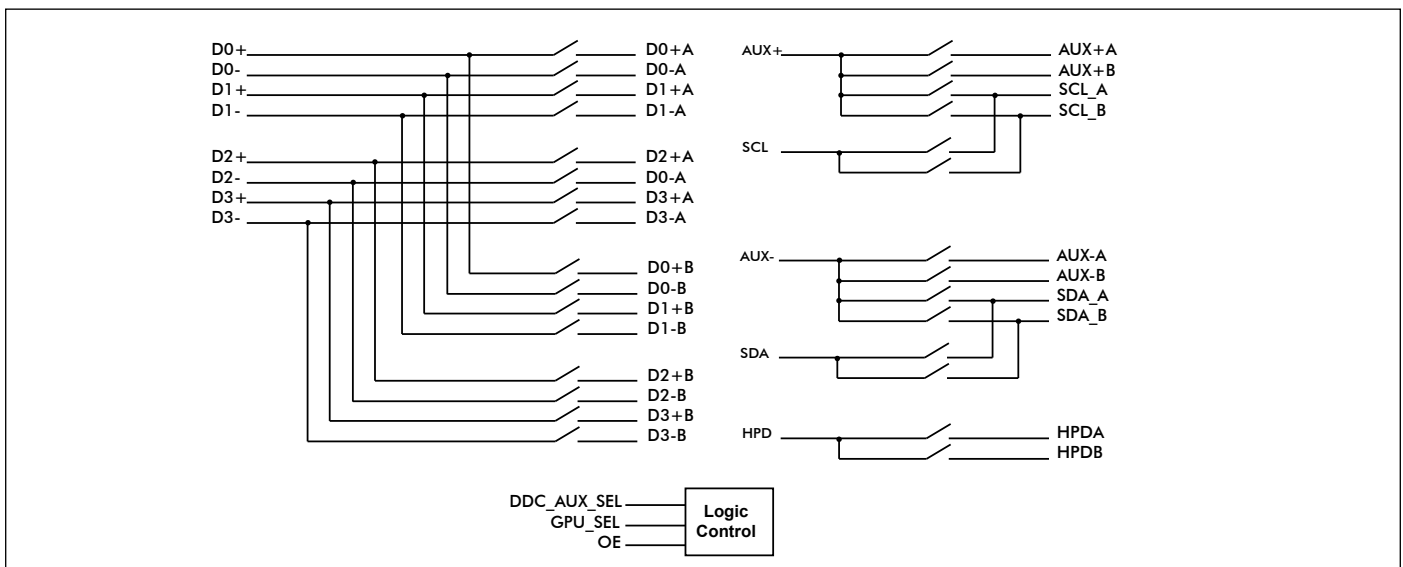 D0+
D0-
D1+
D1-
D2+
D2-
D3+
D3-
D0+A
D0-A
D1+A
D1-A
D2+A
D0-A
D3+A
D3-A
D0+B
D0-B
D1+B
D1-B
D2+B
D2-B
D3+B
D3-B
AUX+
SCL
AUX+A
AUX+B
SCL_A
SCL_B
AUX-
SDA
AUX-A
AUX-B
SDA_A
SDA_B
HPD
HPDA
HPDB
DDC_AUX_SEL
GPU_SEL
OE
Logic
Control